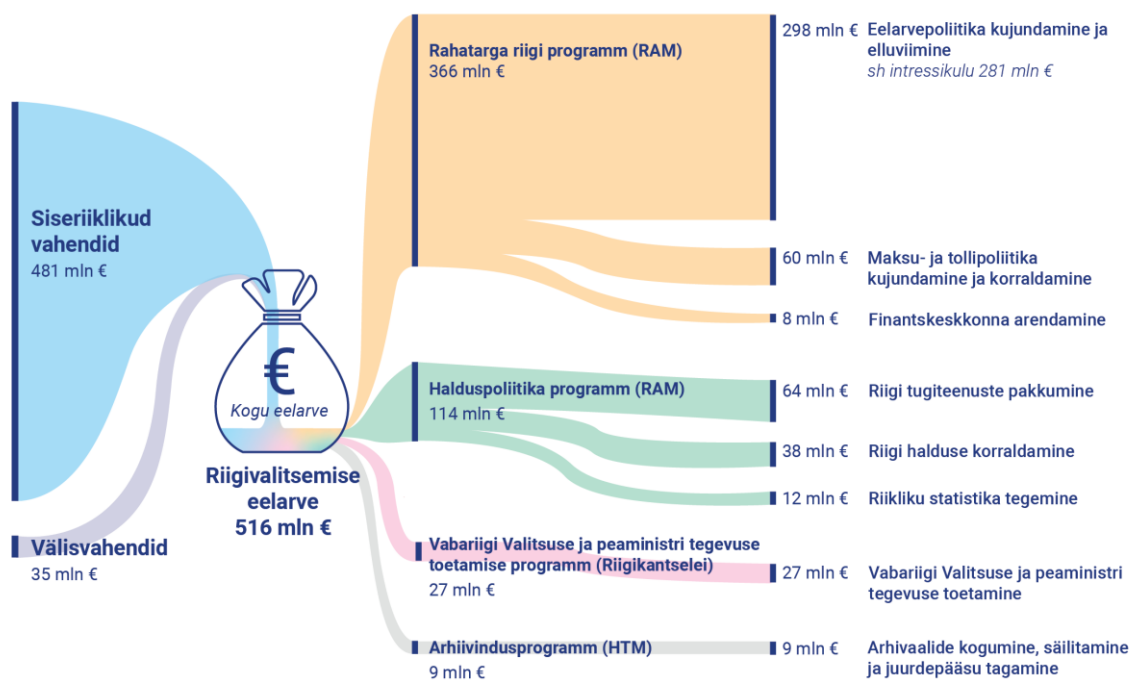 Siseriiklikud
vahendid
481 mln €
Välisvahendid
35 mln €
€
Kogu eelarve
Riigivalitsemise
eelarve
516 mln €
Rahatarga riigi programm (RAM)
366 mln €
298 mln € Eelarvepoliitika kujundamine ja
elluviimine
sh intressikulu 281 mln €
60 mln € Maksu- ja tollipoliitika
kujundamine ja korraldamine
8 mln € Finantskeskkonna arendamine
Halduspoliitika programm (RAM)
114 mln €
64 mln € Riigi tugiteenuste pakkumine
38 mln € Riigi halduse korraldamine
12 mln € Riikliku statistika tegemine
Vabariigi Valitsuse ja peaministri tegevuse
toetamise programm (Riigikantselei)
27 mln €
27 mln € Vabariigi Valitsuse ja peaministri
tegevuse toetamine
Arhiivindusprogramm (HTM)
9 mln €
9 mln € Arhivaalide kogumine, säilitamine
ja juurdepääsu tagamine